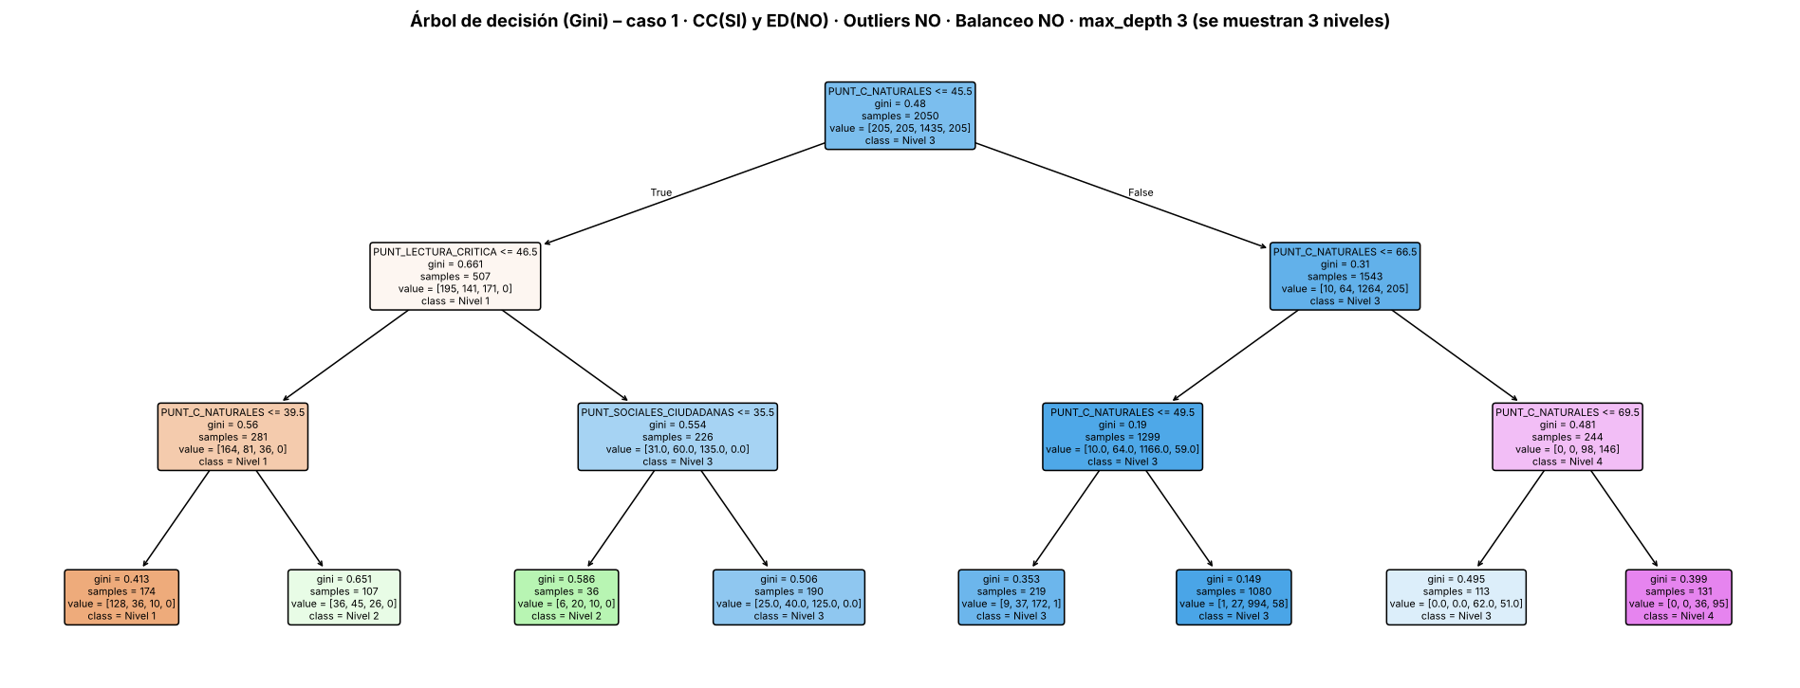 Árbol de decisión (Gini) – caso 1 · CC(SI) y ED(NO) · Outliers NO · Balanceo NO · max_depth 3 (se muestran 3 niveles)
PUNT_C_NATURALES <= 45.5
gini = 0.48
samples = 2050
value = [205, 205, 1435, 205]
class = Nivel 3
True
False
PUNT_LECTURA_CRITICA <= 46.5
gini = 0.661
samples = 507
value = [195, 141, 171, 0]
class = Nivel 1
PUNT_C_NATURALES <= 66.5
gini = 0.31
samples = 1543
value = [10, 64, 1264, 205]
class = Nivel 3
PUNT_C_NATURALES <= 39.5
gini = 0.56
samples = 281
value = [164, 81, 36, 0]
class = Nivel 1
PUNT_SOCIALES_CIUDADANAS <= 35.5
gini = 0.554
samples = 226
value = [31.0, 60.0, 135.0, 0.0]
class = Nivel 3
PUNT_C_NATURALES <= 49.5
gini = 0.19
samples = 1299
value = [10.0, 64.0, 1166.0, 59.0]
class = Nivel 3
PUNT_C_NATURALES <= 69.5
gini = 0.481
samples = 244
value = [0, 0, 98, 146]
class = Nivel 4
gini = 0.413
samples = 174
value = [128, 36, 10, 0]
class = Nivel 1
gini = 0.651
samples = 107
value = [36, 45, 26, 0]
class = Nivel 2
gini = 0.586
samples = 36
value = [6, 20, 10, 0]
class = Nivel 2
gini = 0.506
samples = 190
value = [25.0, 40.0, 125.0, 0.0]
class = Nivel 3
gini = 0.353
samples = 219
value = [9, 37, 172, 1]
class = Nivel 3
gini = 0.149
samples = 1080
value = [1, 27, 994, 58]
class = Nivel 3
gini = 0.495
samples = 113
value = [0.0, 0.0, 62.0, 51.0]
class = Nivel 3
gini = 0.399
samples = 131
value = [0, 0, 36, 95]
class = Nivel 4